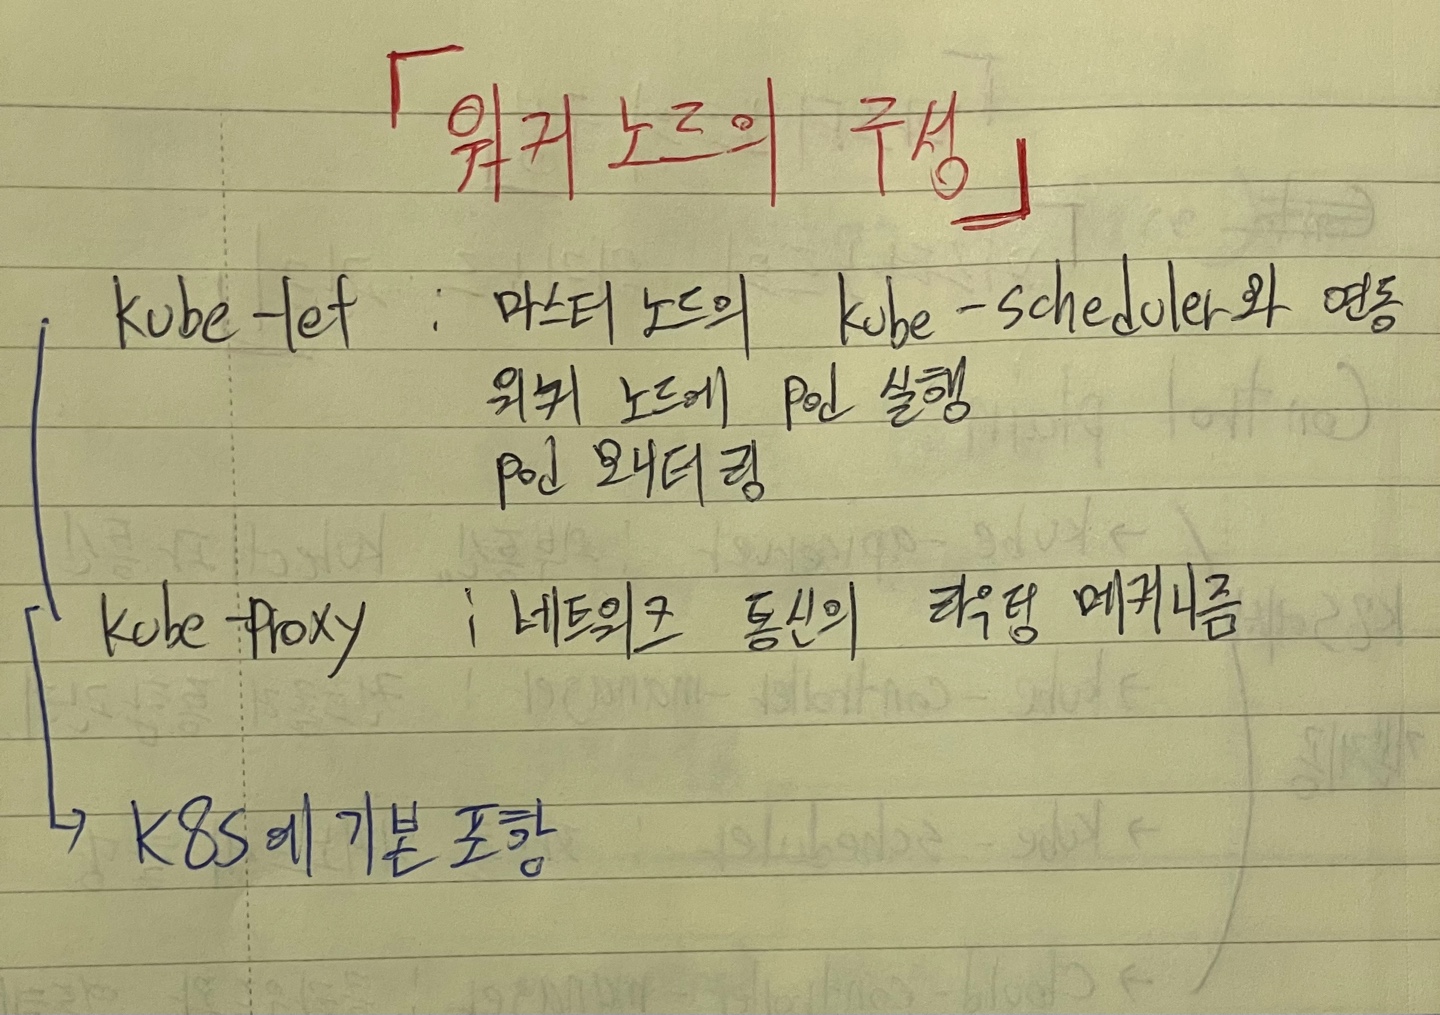 「워커 노드의 구성」
kube-let : 마스터 노드의 kube-scheduler와 연동
워커 노드에 pod 실행
pod 모니터링
kube-proxy : 네트워크 통신의 라우팅 메커니즘
K8S에 기본 포함